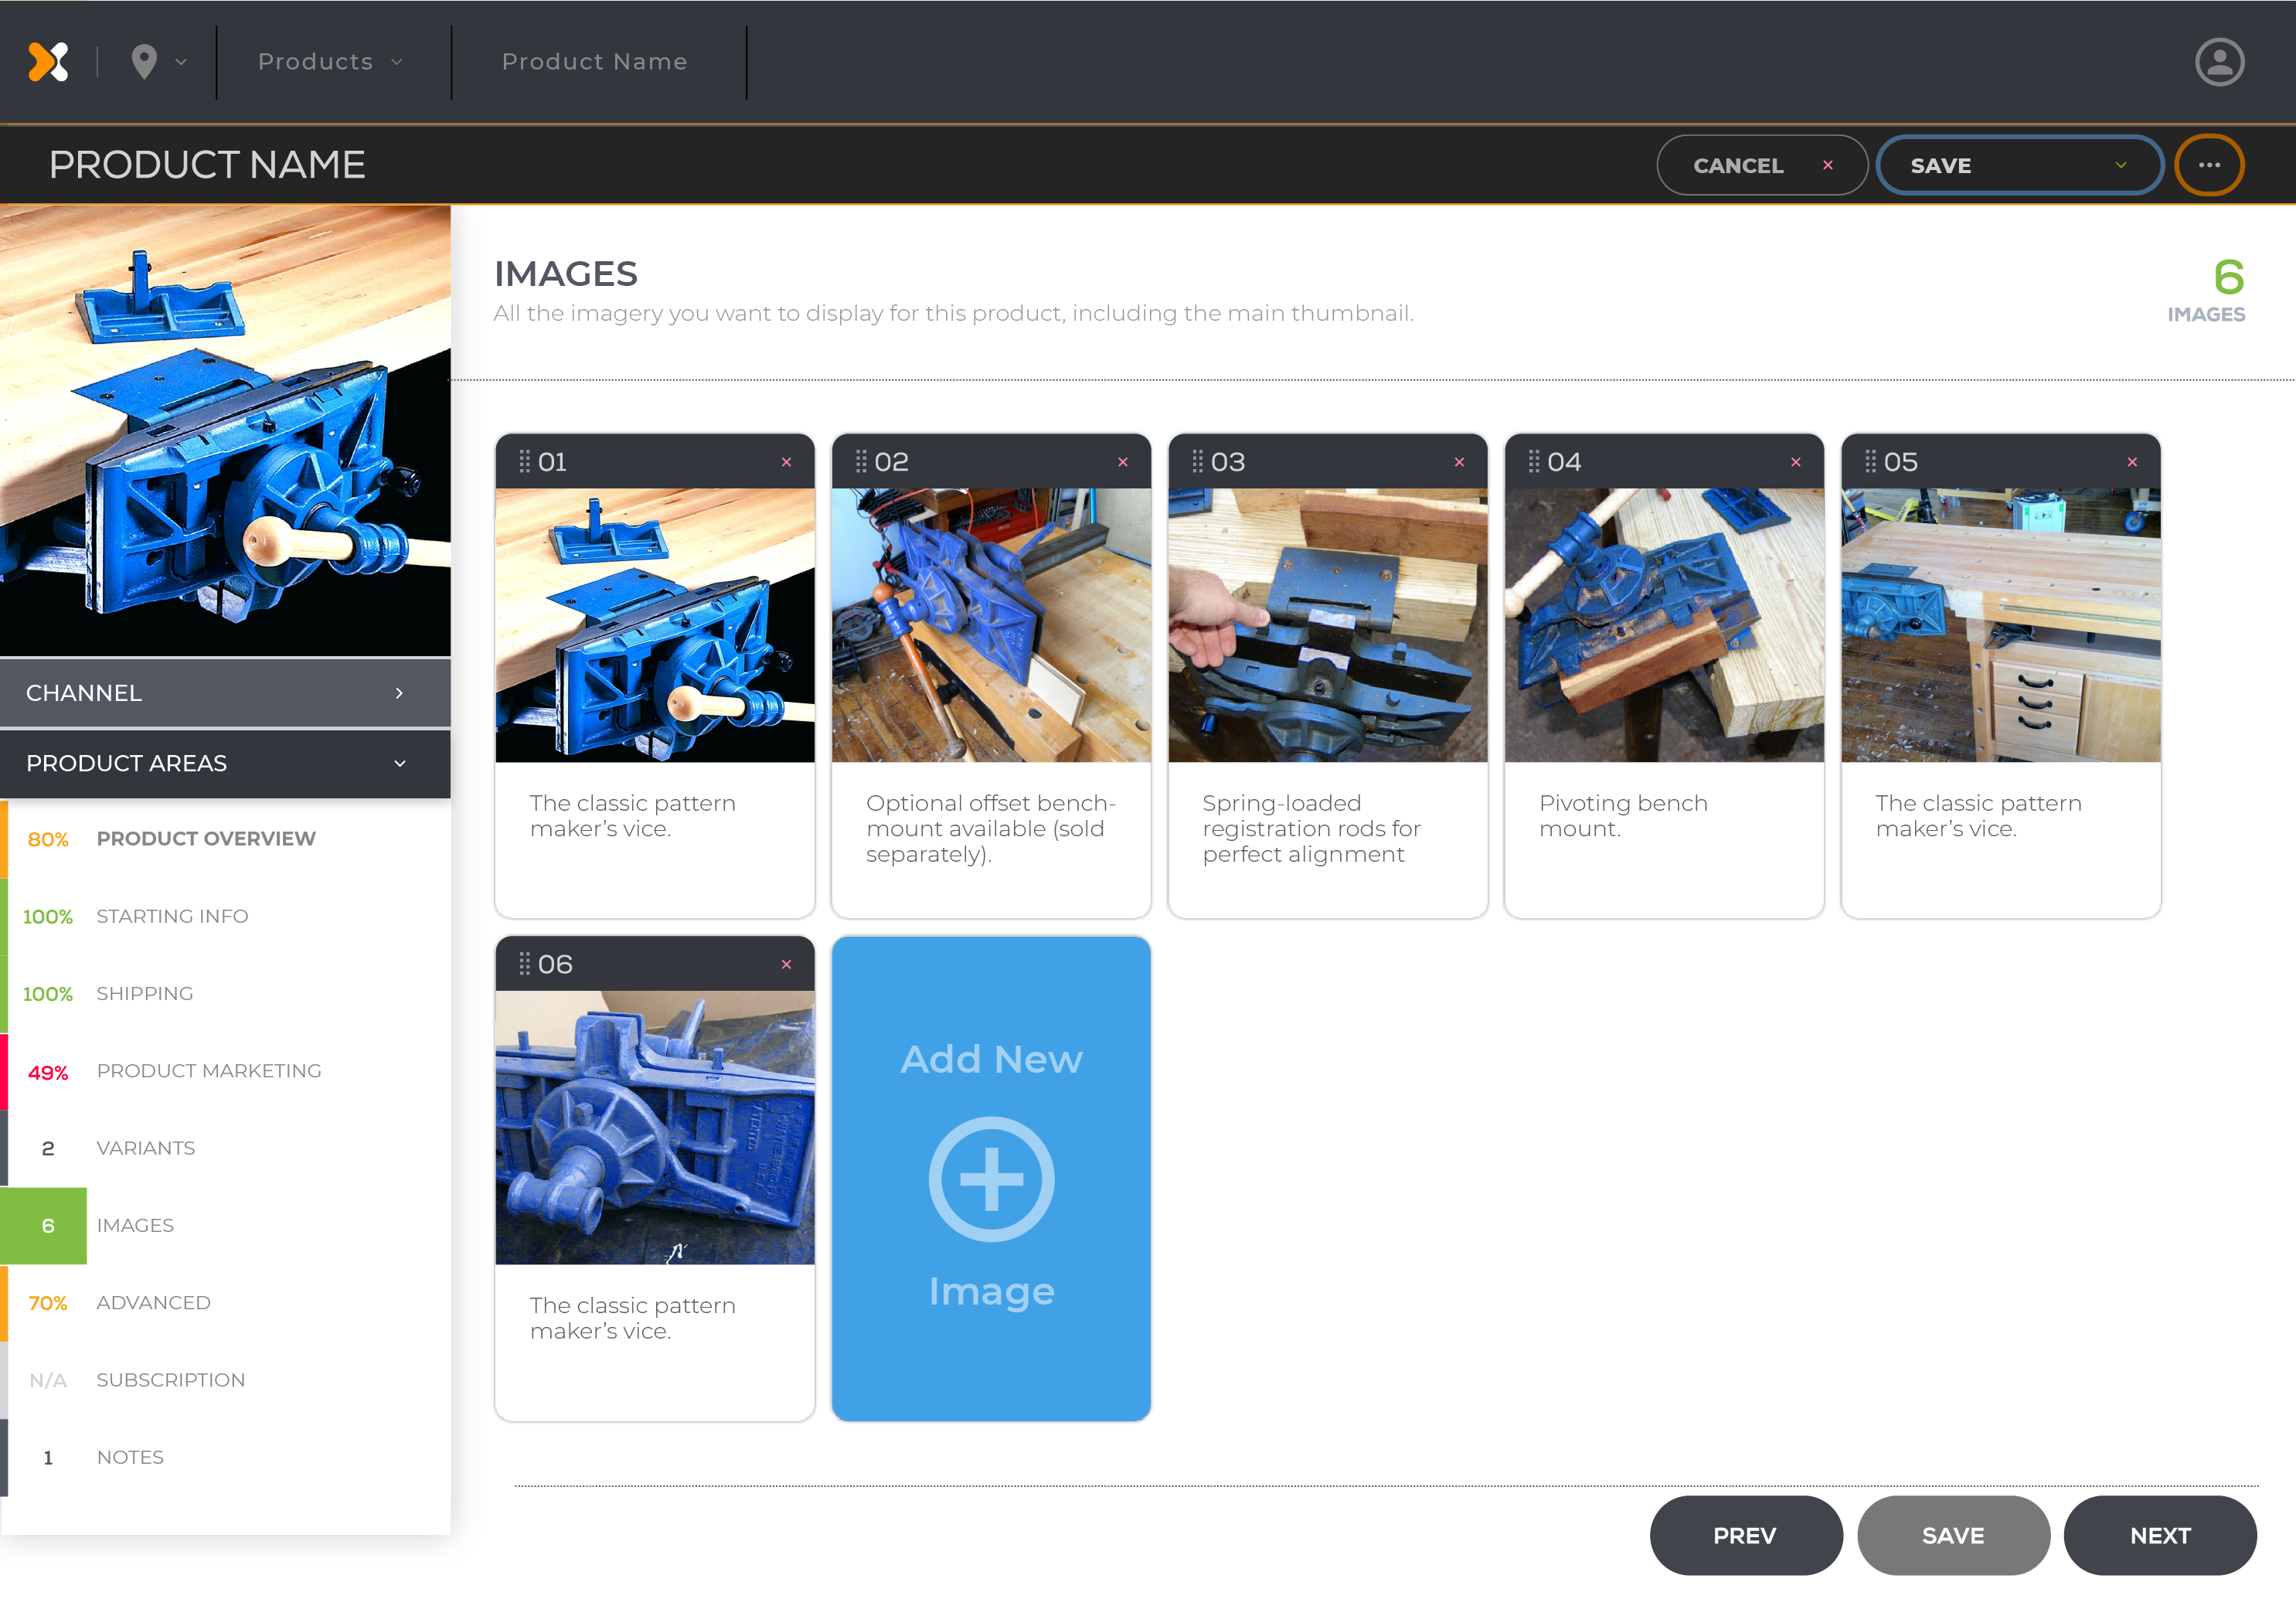 Products
Product Name
PRODUCT NAME
CANCEL
SAVE
IMAGES
All the imagery you want to display for this product, including the main thumbnail.
6
IMAGES
CHANNEL
PRODUCT AREAS
80% PRODUCT OVERVIEW
100% STARTING INFO
100% SHIPPING
49% PRODUCT MARKETING
2 VARIANTS
6 IMAGES
70% ADVANCED
N/A SUBSCRIPTION
1 NOTES
01
The classic pattern
maker’s vice.
02
Optional offset bench-
mount available (sold
separately).
03
Spring-loaded
registration rods for
perfect alignment
04
Pivoting bench
mount.
05
The classic pattern
maker’s vice.
06
The classic pattern
maker’s vice.
Add New
Image
PREV
SAVE
NEXT